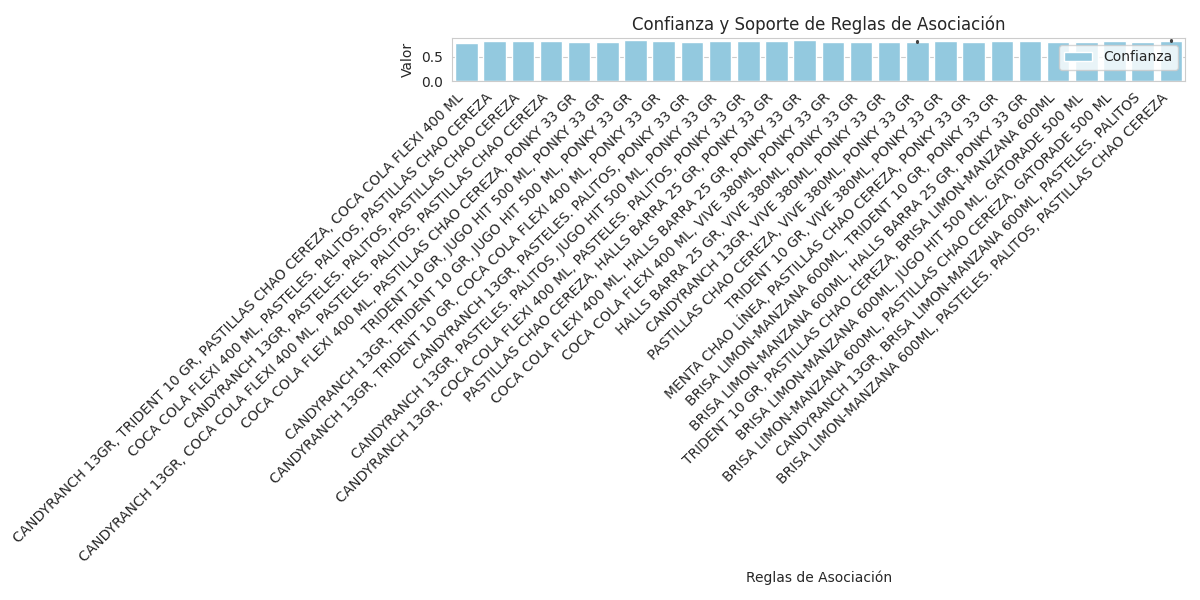 Confianza y Soporte de Reglas de Asociación
Valor
0.5
0.0
Confianza
CANDYRANCH 13GR, TRIDENT 10 GR, PASTILLAS CHAO CEREZA, COCA COLA FLEXI 400 ML
COCA COLA FLEXI 400 ML, PASTELES. PALITOS, PASTILLAS CHAO CEREZA
CANDYRANCH 13GR, PASTELES. PALITOS, PASTILLAS CHAO CEREZA
CANDYRANCH 13GR, COCA COLA FLEXI 400 ML, PASTELES. PALITOS, PASTILLAS CHAO CEREZA
COCA COLA FLEXI 400 ML, PASTILLAS CHAO CEREZA, PONKY 33 GR
TRIDENT 10 GR, JUGO HIT 500 ML, PONKY 33 GR
CANDYRANCH 13GR, TRIDENT 10 GR, JUGO HIT 500 ML, PONKY 33 GR
CANDYRANCH 13GR, TRIDENT 10 GR, COCA COLA FLEXI 400 ML, PONKY 33 GR
CANDYRANCH 13GR, PASTELES. PALITOS, PONKY 33 GR
CANDYRANCH 13GR, PASTELES. PALITOS, JUGO HIT 500 ML, PONKY 33 GR
CANDYRANCH 13GR, COCA COLA FLEXI 400 ML, PASTELES. PALITOS, PONKY 33 GR
PASTILLAS CHAO CEREZA, HALLS BARRA 25 GR, PONKY 33 GR
COCA COLA FLEXI 400 ML, HALLS BARRA 25 GR, PONKY 33 GR
COCA COLA FLEXI 400 ML, VIVE 380ML, PONKY 33 GR
HALLS BARRA 25 GR, VIVE 380ML, PONKY 33 GR
CANDYRANCH 13GR, VIVE 380ML, PONKY 33 GR
PASTILLAS CHAO CEREZA, VIVE 380ML, PONKY 33 GR
TRIDENT 10 GR, VIVE 380ML, PONKY 33 GR
MENTA CHAO LÍNEA, PASTILLAS CHAO CEREZA, PONKY 33 GR
BRISA LIMON-MANZANA 600ML, TRIDENT 10 GR, PONKY 33 GR
BRISA LIMON-MANZANA 600ML, HALLS BARRA 25 GR, PONKY 33 GR
TRIDENT 10 GR, PASTILLAS CHAO CEREZA, BRISA LIMON-MANZANA 600ML
BRISA LIMON-MANZANA 600ML, JUGO HIT 500 ML, GATORADE 500 ML
BRISA LIMON-MANZANA 600ML, PASTILLAS CHAO CEREZA, GATORADE 500 ML
CANDYRANCH 13GR, BRISA LIMON-MANZANA 600ML, PASTELES. PALITOS
BRISA LIMON-MANZANA 600ML, PASTELES. PALITOS, PASTILLAS CHAO CEREZA
Reglas de Asociación